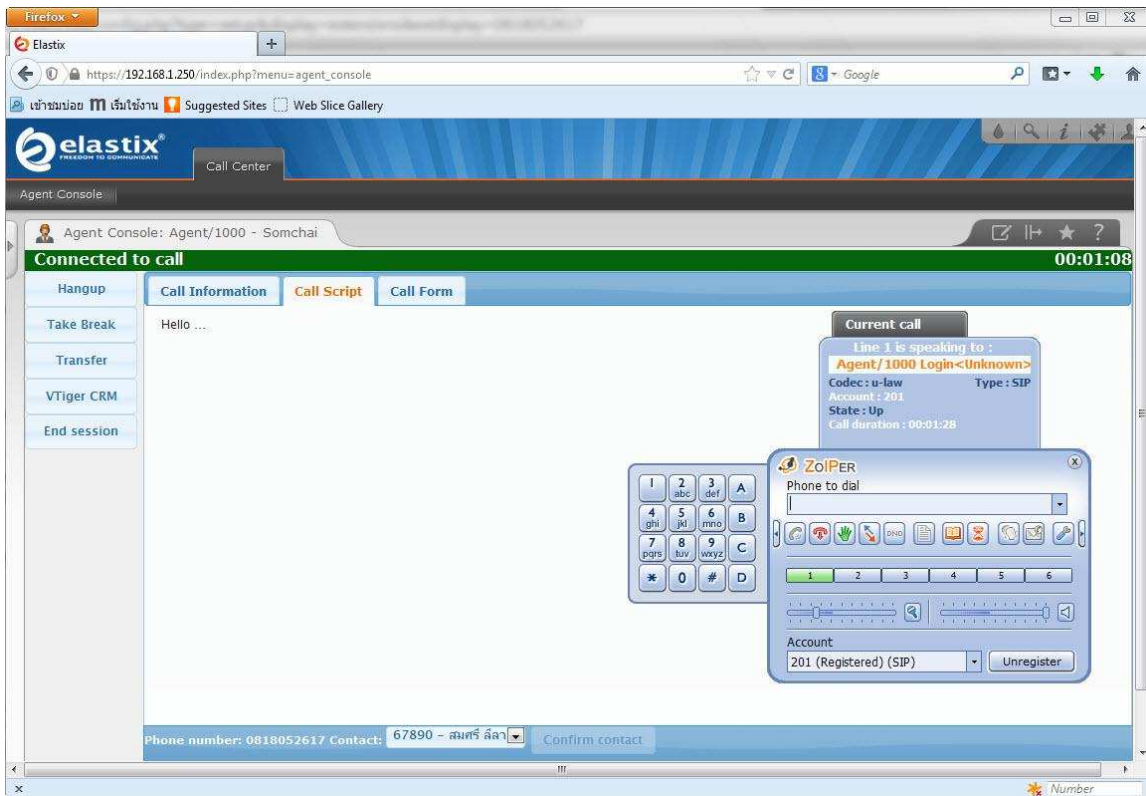 Firefox
Elastix
https://192.168.1.250/index.php?menu=agent_console
Google
เข้าชมบ่อย เริ่มใช้งาน Suggested Sites Web Slice Gallery
elastix®
FREEDOM TO COMMUNICATE
Call Center
Agent Console
Agent Console: Agent/1000 - Somchai
Connected to call 00:01:08
Hangup
Take Break
Transfer
VTiger CRM
End session
Call Information Call Script Call Form
Hello ...
Current call
Line 1 is speaking to :
Agent/1000 Login<Unknown>
Codec : u-law Type : SIP
Account : 201
State : Up
Call duration : 00:01:28
1 2 abc 3 def A
4 ghi 5 jkl 6 mno B
7 pqrs 8 tuv 9 wxyz C
* 0 # D
ZOIPER
Phone to dial
DND
1 2 3 4 5 6
Account
201 (Registered) (SIP) Unregister
Phone number: 0818052617 Contact: 67890 - สมศรี ลีลา Confirm contact
x Number